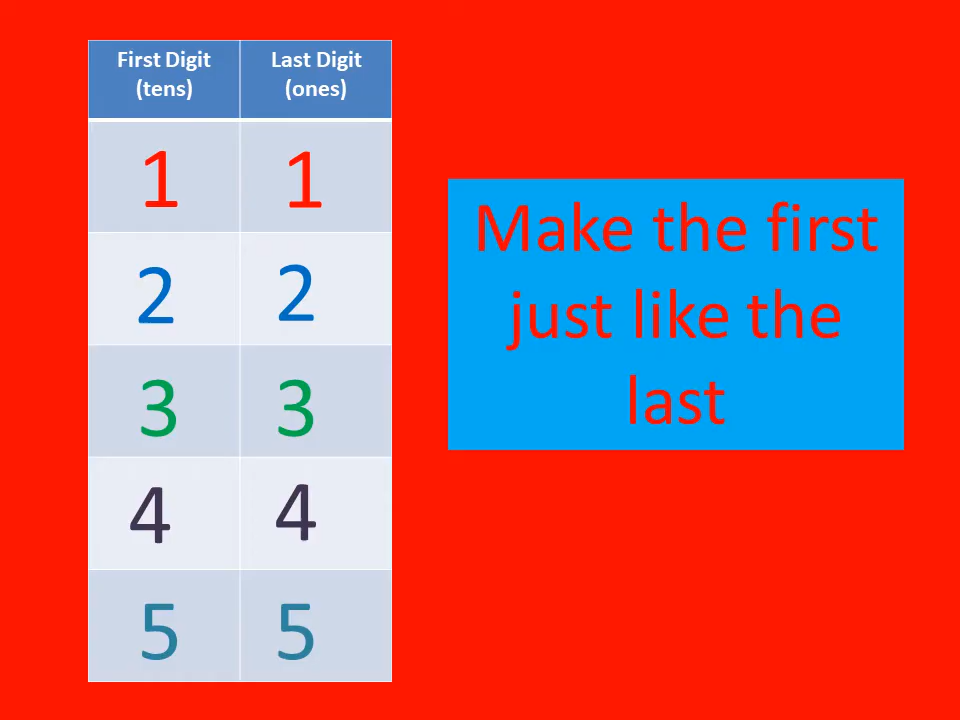 First Digit (tens) Last Digit (ones)
1 1
2 2
3 3
4 4
5 5
Make the first
just like the
last